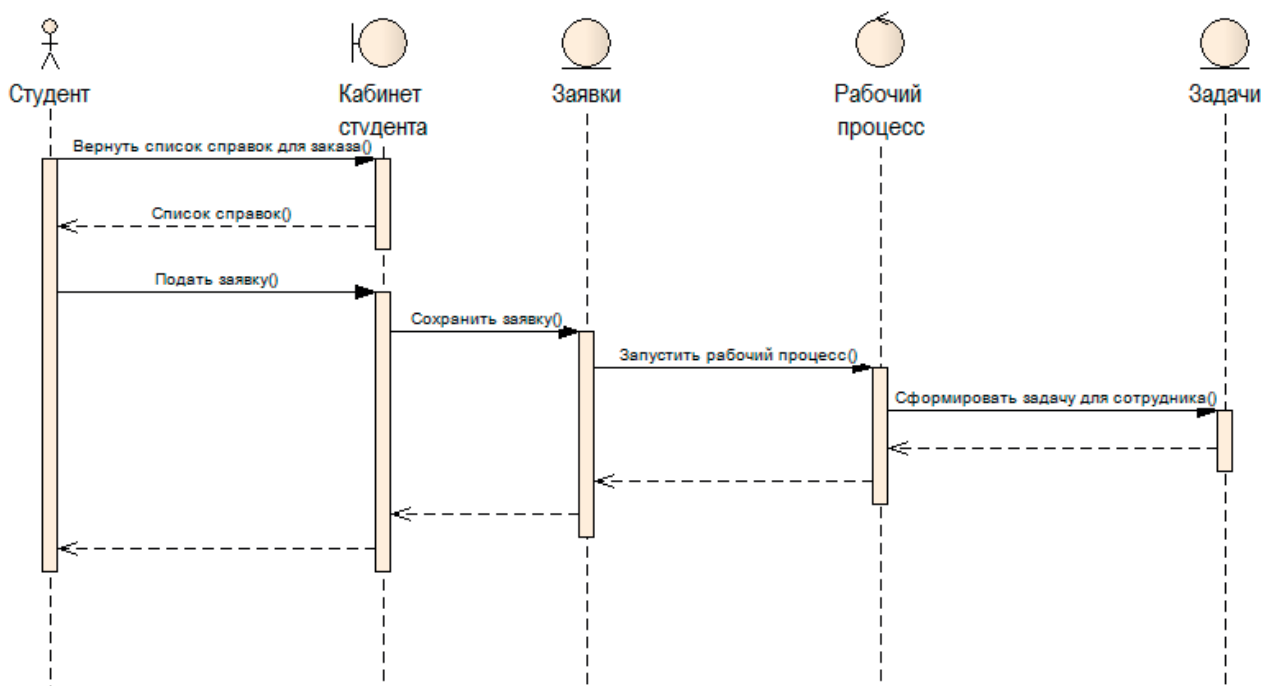 Студент
Кабинет
студента
Заявки
Рабочий
процесс
Задачи
Вернуть список справок для заказа()
Список справок()
Подать заявку()
Сохранить заявку()
Запустить рабочий процесс()
Сформировать задачу для сотрудника()